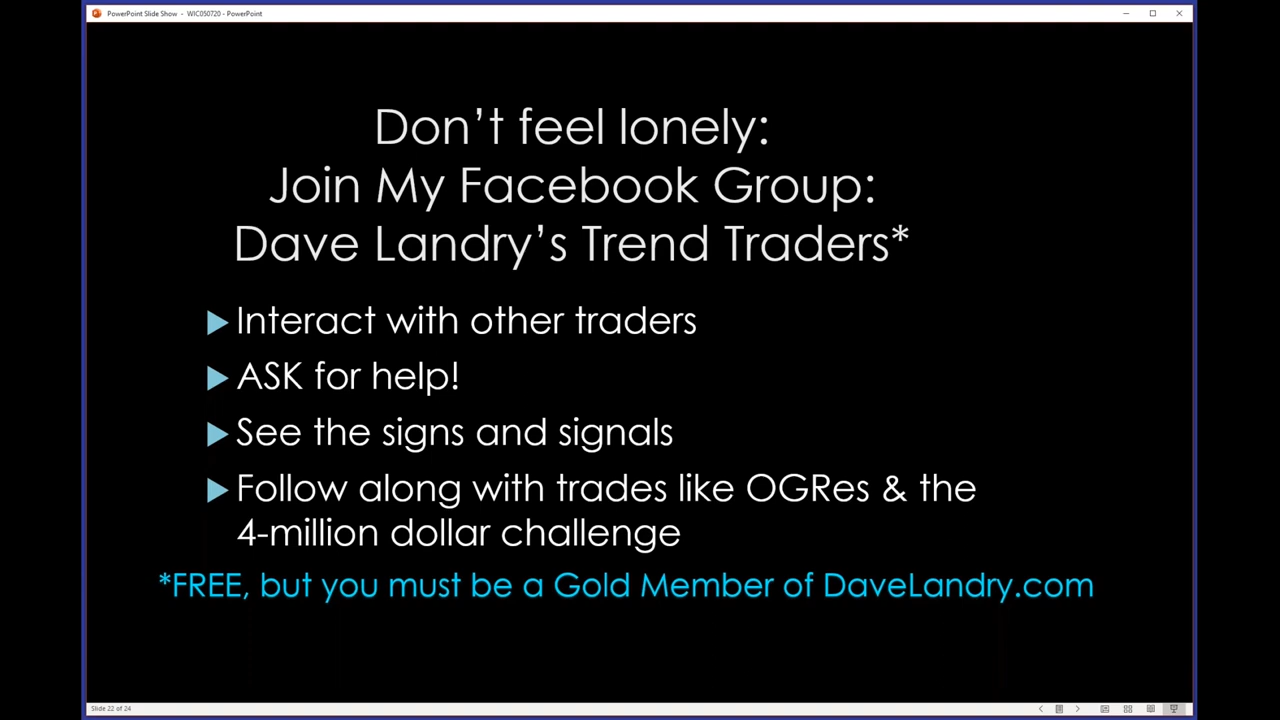 PowerPoint Slide Show - WIC050720 - PowerPoint
Don’t feel lonely:
Join My Facebook Group:
Dave Landry’s Trend Traders*
Interact with other traders
ASK for help!
See the signs and signals
Follow along with trades like OGRes & the
4-million dollar challenge
*FREE, but you must be a Gold Member of DaveLandry.com
Slide 22 of 24